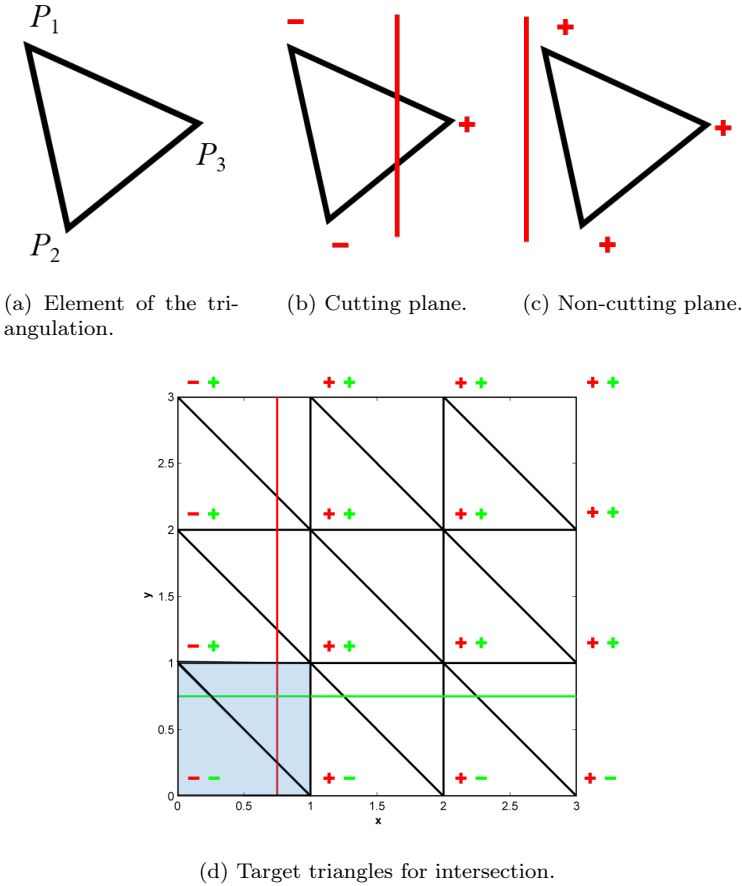 P1
P3
P2
− − + + + +
(a) Element of the tri-
angulation.
(b) Cutting plane.
(c) Non-cutting plane.
− + + + + + + +
3
2.5
− + + + + + + +
2
1.5
y
− + + + + + + +
1
0.5
− − + − + − + −
0
0 0.5 1 1.5 2 2.5 3
x
(d) Target triangles for intersection.